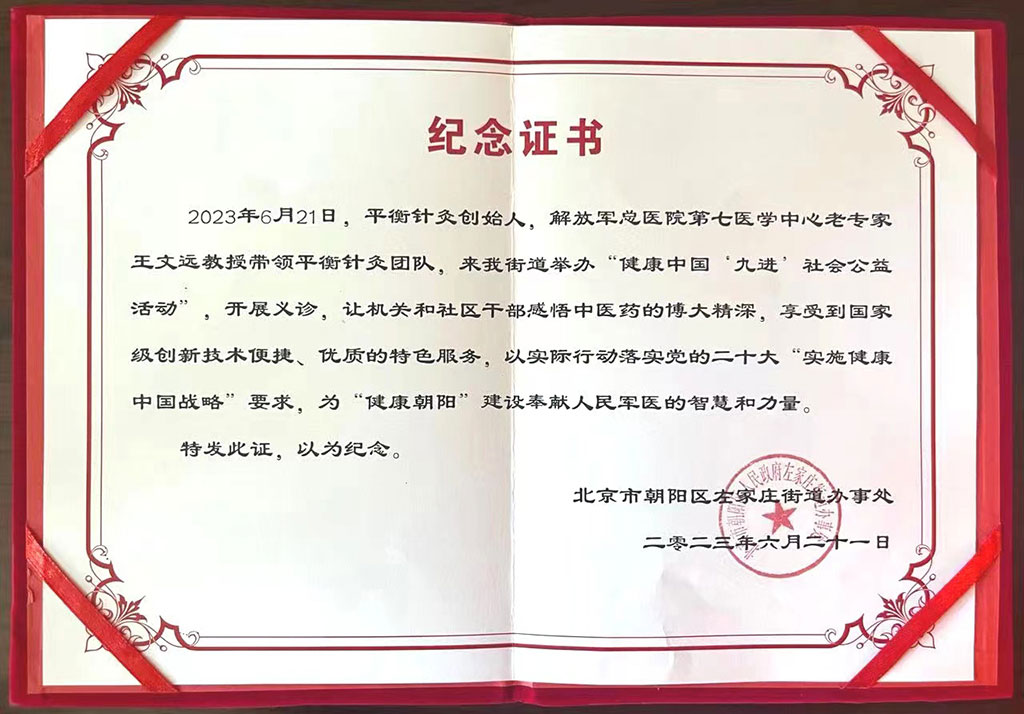 纪念证书
2023年6月21日，平衡针灸创始人，解放军总医院第七医学中心老专家
王文远教授带领平衡针灸团队，来我街道举办“健康中国‘九进’社会公益
活动”，开展义诊，让机关和社区干部感悟中医药的博大精深，享受到国家
级创新技术便捷、优质的特色服务，以实际行动落实党的二十大“实施健康
中国战略”要求，为“健康朝阳”建设奉献人民军医的智慧和力量。
特发此证，以为纪念。
北京市朝阳区左家庄街道办事处
二零二三年六月二十一日